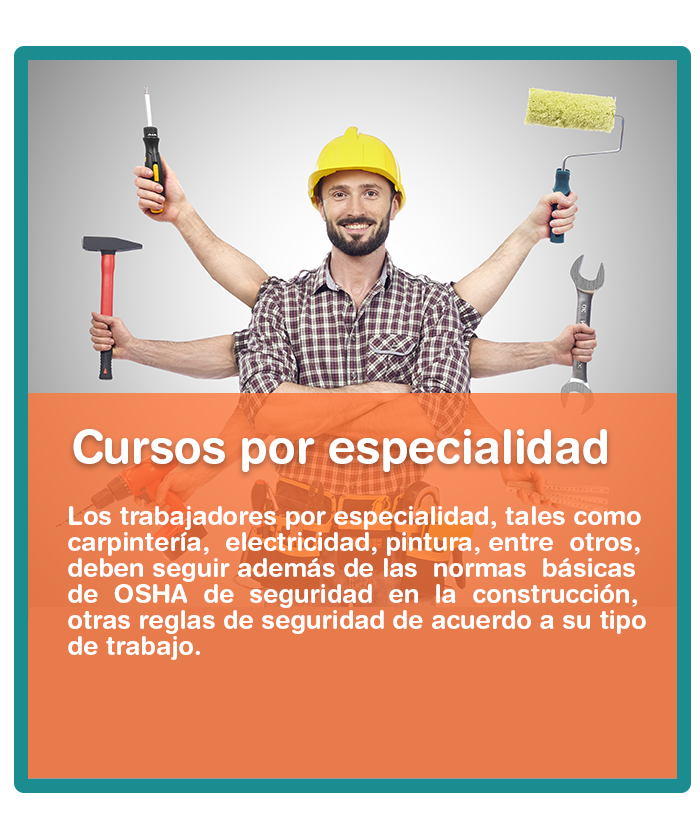 Cursos por especialidad
Los trabajadores por especialidad, tales como
carpintería, electricidad, pintura, entre otros,
deben seguir además de las normas básicas
de OSHA de seguridad en la construcción,
otras reglas de seguridad de acuerdo a su tipo
de trabajo.